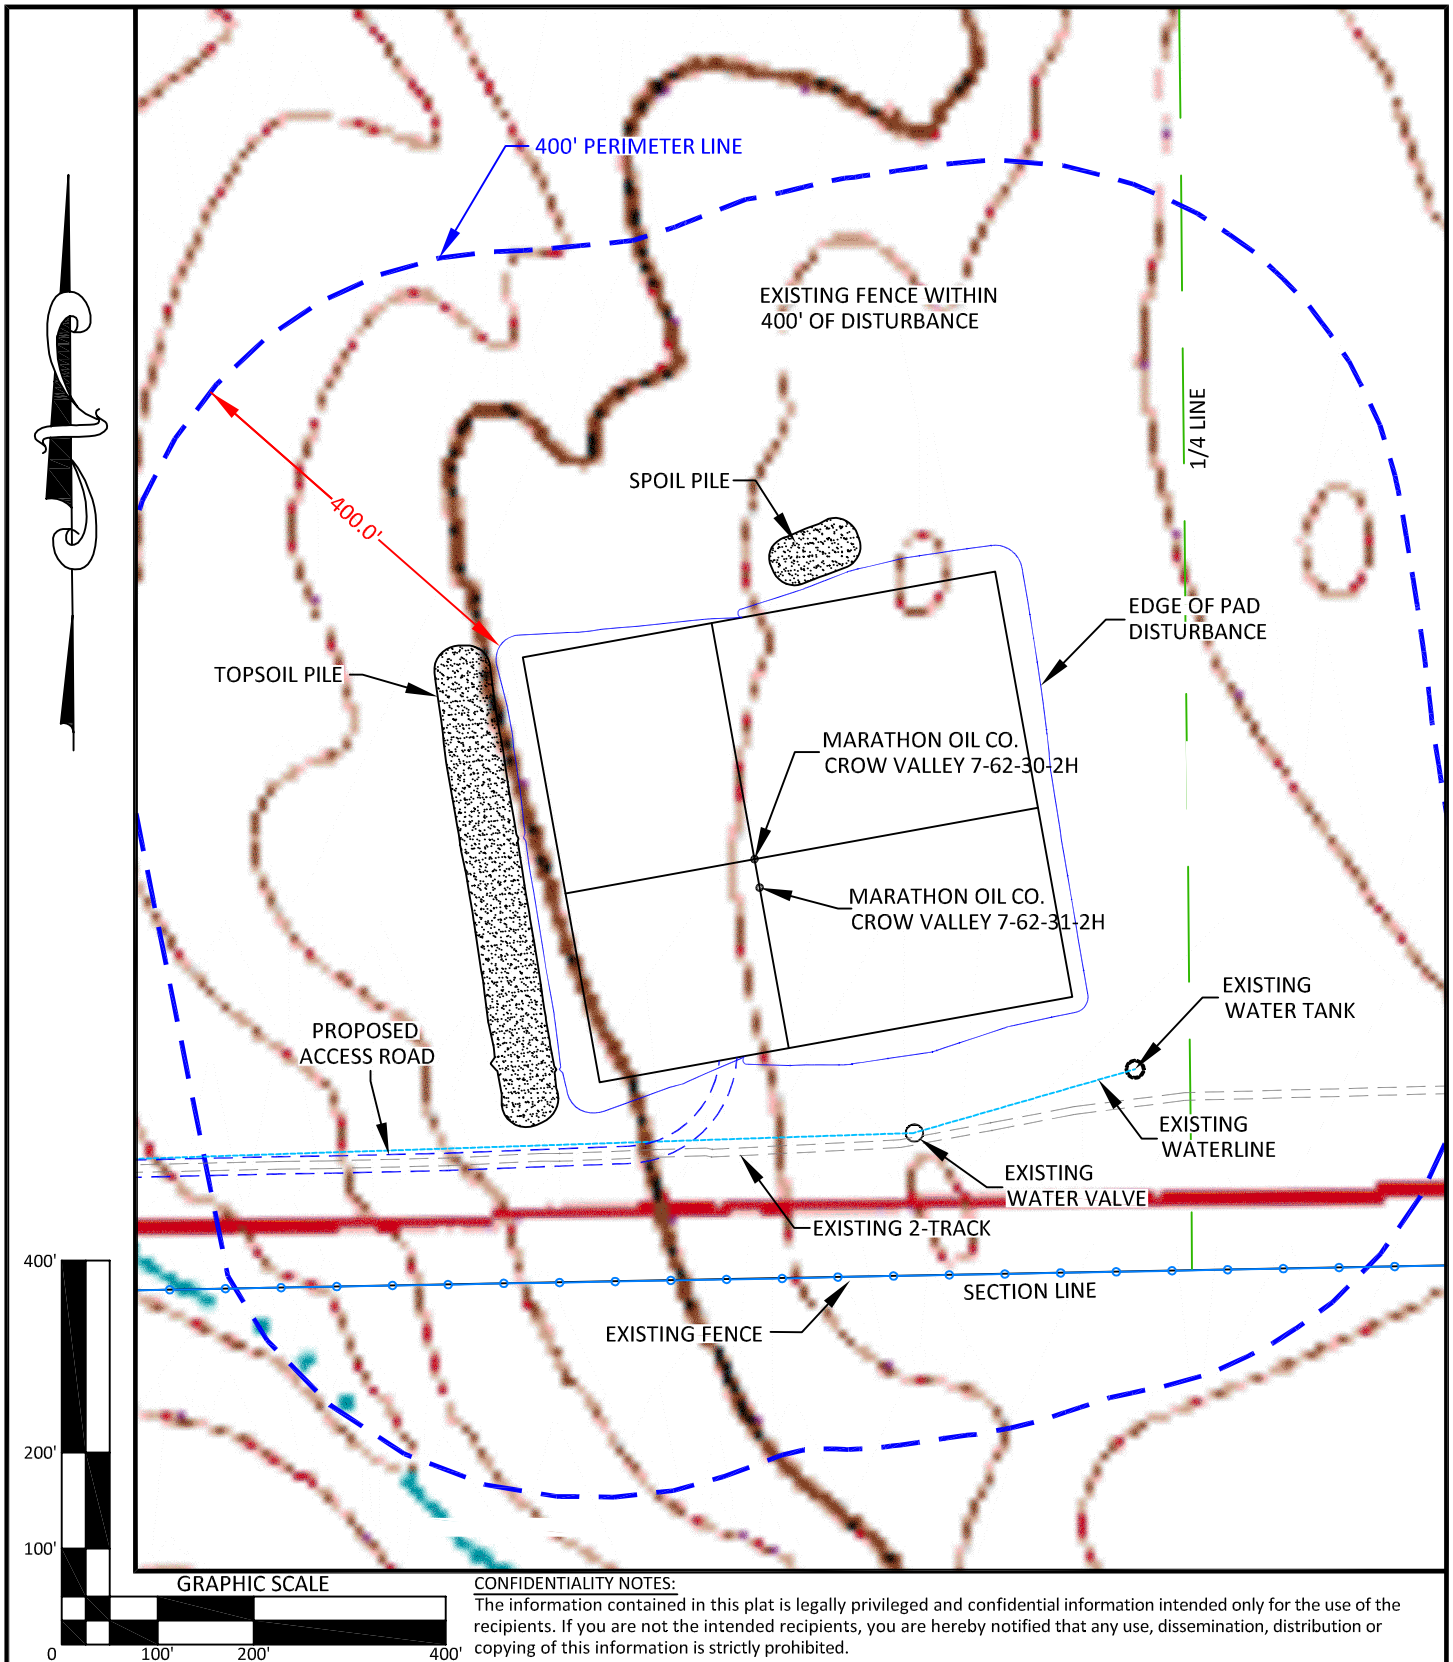 400' PERIMETER LINE
EXISTING FENCE WITHIN
400' OF DISTURBANCE
1/4 LINE
SPOIL PILE
400.0'
EDGE OF PAD
DISTURBANCE
TOPSOIL PILE
MARATHON OIL CO.
CROW VALLEY 7-62-30-2H
MARATHON OIL CO.
CROW VALLEY 7-62-31-2H
EXISTING
WATER TANK
PROPOSED
ACCESS ROAD
EXISTING
WATERLINE
EXISTING
WATER VALVE
EXISTING 2-TRACK
SECTION LINE
EXISTING FENCE
400'
200'
100'
GRAPHIC SCALE
0 100' 200' 400'
CONFIDENTIALITY NOTES:
The information contained in this plat is legally privileged and confidential information intended only for the use of the
recipients. If you are not the intended recipients, you are hereby notified that any use, dissemination, distribution or
copying of this information is strictly prohibited.